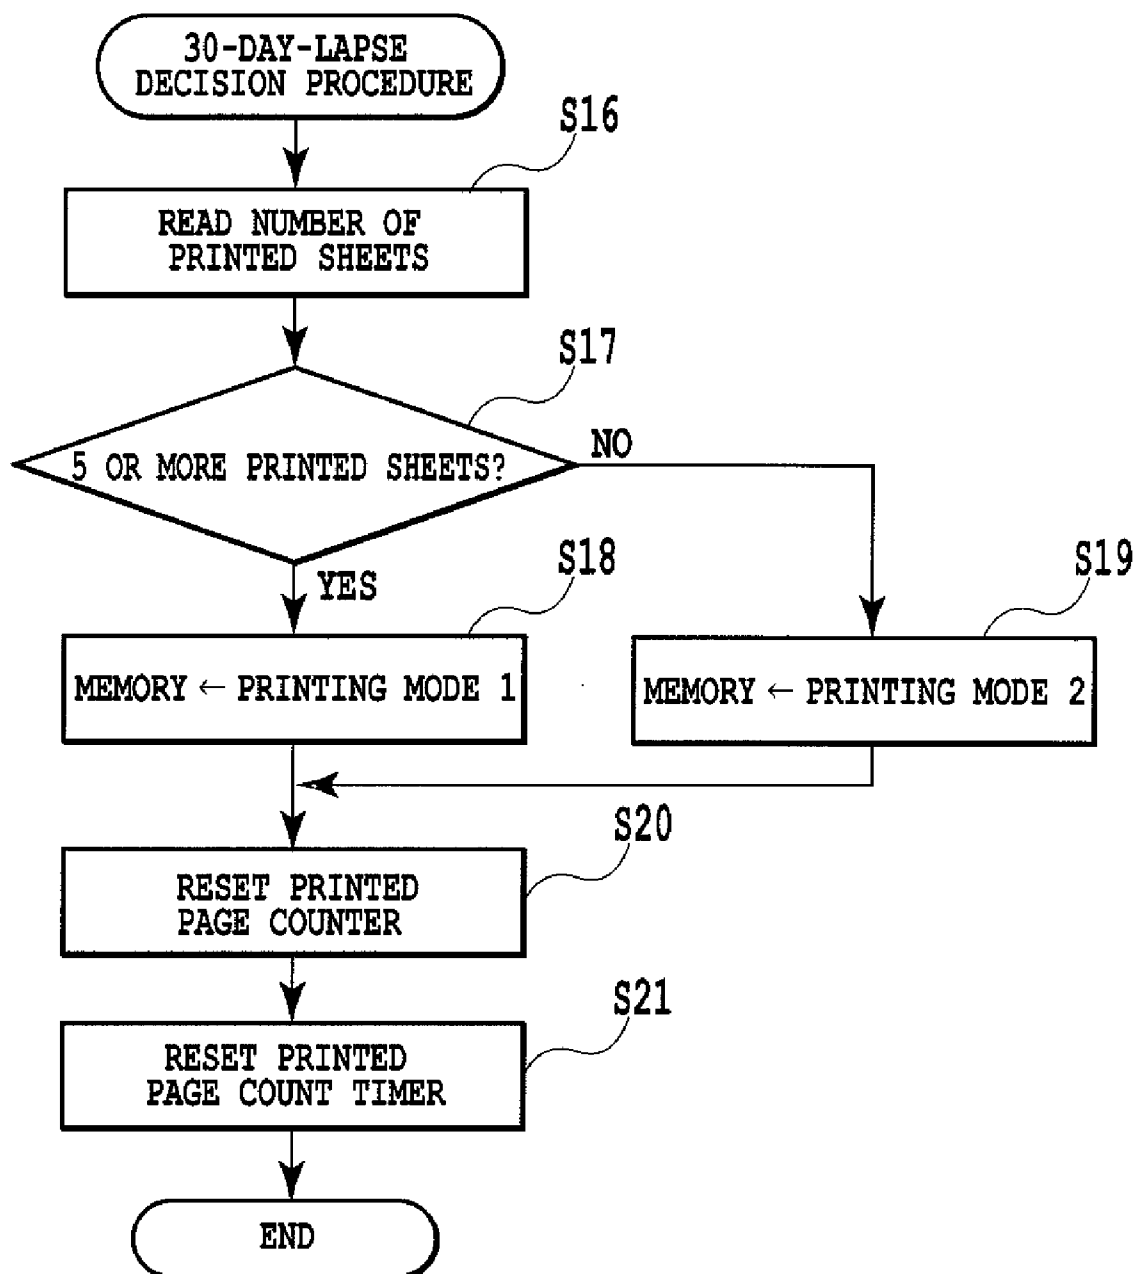 30-DAY-LAPSE
DECISION PROCEDURE
S16
READ NUMBER OF
PRINTED SHEETS
S17
5 OR MORE PRINTED SHEETS?
NO
YES
S18
S19
MEMORY ← PRINTING MODE 1
MEMORY ← PRINTING MODE 2
S20
RESET PRINTED
PAGE COUNTER
S21
RESET PRINTED
PAGE COUNT TIMER
END